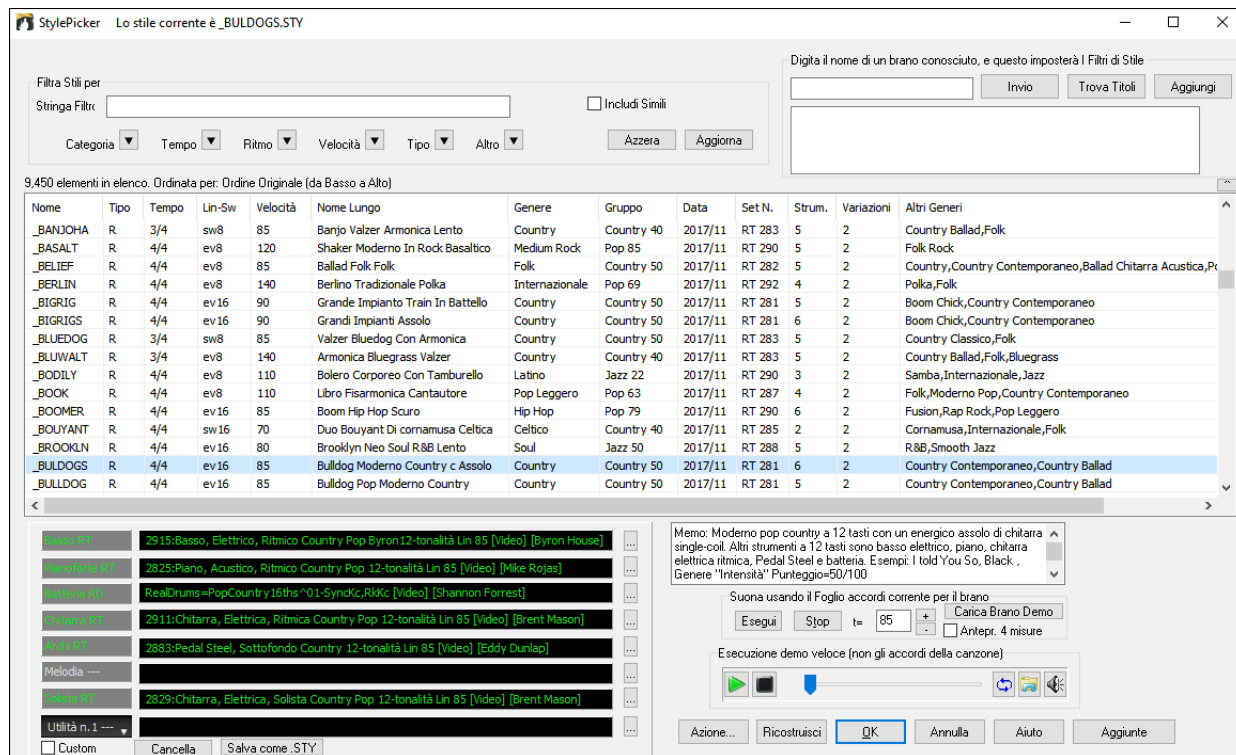 StylePicker Lo stile corrente è _BULDOGS.STY
Digita il nome di un brano conosciuto, e questo imposterà I Filtri di Stile
Invio Trova Titoli Aggiungi
Filtra Stili per
Stringa Filtro
Includi Simili
Categoria Tempo Ritmo Velocità Tipo Altro Azzera Aggiorna
9,450 elementi in elenco. Ordinata per: Ordine Originale (da Basso a Alto)
Nome Tipo Tempo Lin-Sw Velocità Nome Lungo Genere Gruppo Data Set N. Strum. Variazioni Altri Generi
_BANJOHA R 3/4 sw8 85 Banjo Valzer Armonica Lento Country Country 40 2017/11 RT 283 5 2 Country Ballad,Folk
_BASALT R 4/4 ev8 120 Shaker Moderno In Rock Basaltico Medium Rock Pop 85 2017/11 RT 290 5 2 Folk Rock
_BELIEF R 4/4 ev8 85 Ballad Folk Folk Folk Country 50 2017/11 RT 282 5 2 Country,Country Contemporaneo,Ballad Chitarra Acustica,Po
_BERLIN R 4/4 ev8 140 Berlino Tradizionale Polka Internazionale Pop 69 2017/11 RT 292 4 2 Polka,Folk
_BIGRIG R 4/4 ev16 90 Grande Impianto Train In Battello Country Country 50 2017/11 RT 281 5 2 Boom Chick,Country Contemporaneo
_BIGRIGS R 4/4 ev16 90 Grandi Impianti Assolo Country Country 50 2017/11 RT 281 6 2 Boom Chick,Country Contemporaneo
_BLUEDOG R 3/4 sw8 85 Valzer Bluedog Con Armonica Country Country 50 2017/11 RT 283 5 2 Country Classico,Folk
_BLUWALT R 3/4 ev8 140 Armonica Bluegrass Valzer Country Country 40 2017/11 RT 283 5 2 Country Ballad,Folk,Bluegrass
_BODILY R 4/4 ev8 110 Bolero Corporeo Con Tamburello Latino Jazz 22 2017/11 RT 290 3 2 Samba,Internazionale,Jazz
_BOOK R 4/4 ev8 110 Libro Fisarmonica Cantautore Pop Leggero Pop 63 2017/11 RT 287 4 2 Folk,Moderno Pop,Country Contemporaneo
_BOOMER R 4/4 ev16 85 Boom Hip Hop Scuro Hip Hop Pop 79 2017/11 RT 290 6 2 Fusion,Rap Rock,Pop Leggero
_BOUYANT R 4/4 sw16 70 Duo Bouyant Di cornamusa Celtica Celtico Country 40 2017/11 RT 285 2 2 Cornamusa,Internazionale,Folk
_BROOKLN R 4/4 ev16 80 Brooklyn Neo Soul R&B Lento Soul Jazz 50 2017/11 RT 288 5 2 R&B,Smooth Jazz
_BULDOGS R 4/4 ev16 85 Bulldog Moderno Country c Assolo Country Country 50 2017/11 RT 281 6 2 Country Contemporaneo,Country Ballad
_BULLDOG R 4/4 ev16 85 Bulldog Pop Moderno Country Country Country 50 2017/11 RT 281 5 2 Country Contemporaneo,Country Ballad
Basso RT 2915:Basso, Elettrico, Ritmico Country Pop Byron12-tonalità Lin 85 [Video] [Byron House] ...
Pianoforte RT 2825:Piano, Acustico, Ritmico Country Pop 12-tonalità Lin 85 [Video] [Mike Rojas] ...
Batteria RD RealDrums=PopCountry16ths^01-SyncKc,RkKc [Video] [Shannon Forrest] ...
Chitarra RT 2911:Chitarra, Elettrica, Ritmica Country Pop 12-tonalità Lin 85 [Video] [Brent Mason] ...
Archi RT 2883:Pedal Steel, Sottofondo Country 12-tonalità Lin 85 [Video] [Eddy Dunlap] ...
Melodia --- ...
Solista RT 2829:Chitarra, Elettrica, Solista Country Pop 12-tonalità Lin 85 [Video] [Brent Mason] ...
Utilità n.1 --- ...
Custom Cancella Salva come .STY
Memo: Moderno pop country a 12 tasti con un energico assolo di chitarra
single-coil. Altri strumenti a 12 tasti sono basso elettrico, piano, chitarra
elettrica ritmica, Pedal Steel e batteria. Esempi: I told You So, Black ,
Genere "Intensità" Punteggio=50/100
Suona usando il Foglio accordi corrente per il brano
Esegui Stop t= 85 + - Carica Brano Demo
Antepr. 4 misure
Esecuzione demo veloce (non gli accordi della canzone)
Azione... Ricostruisci OK Annulla Aiuto Aggiunte